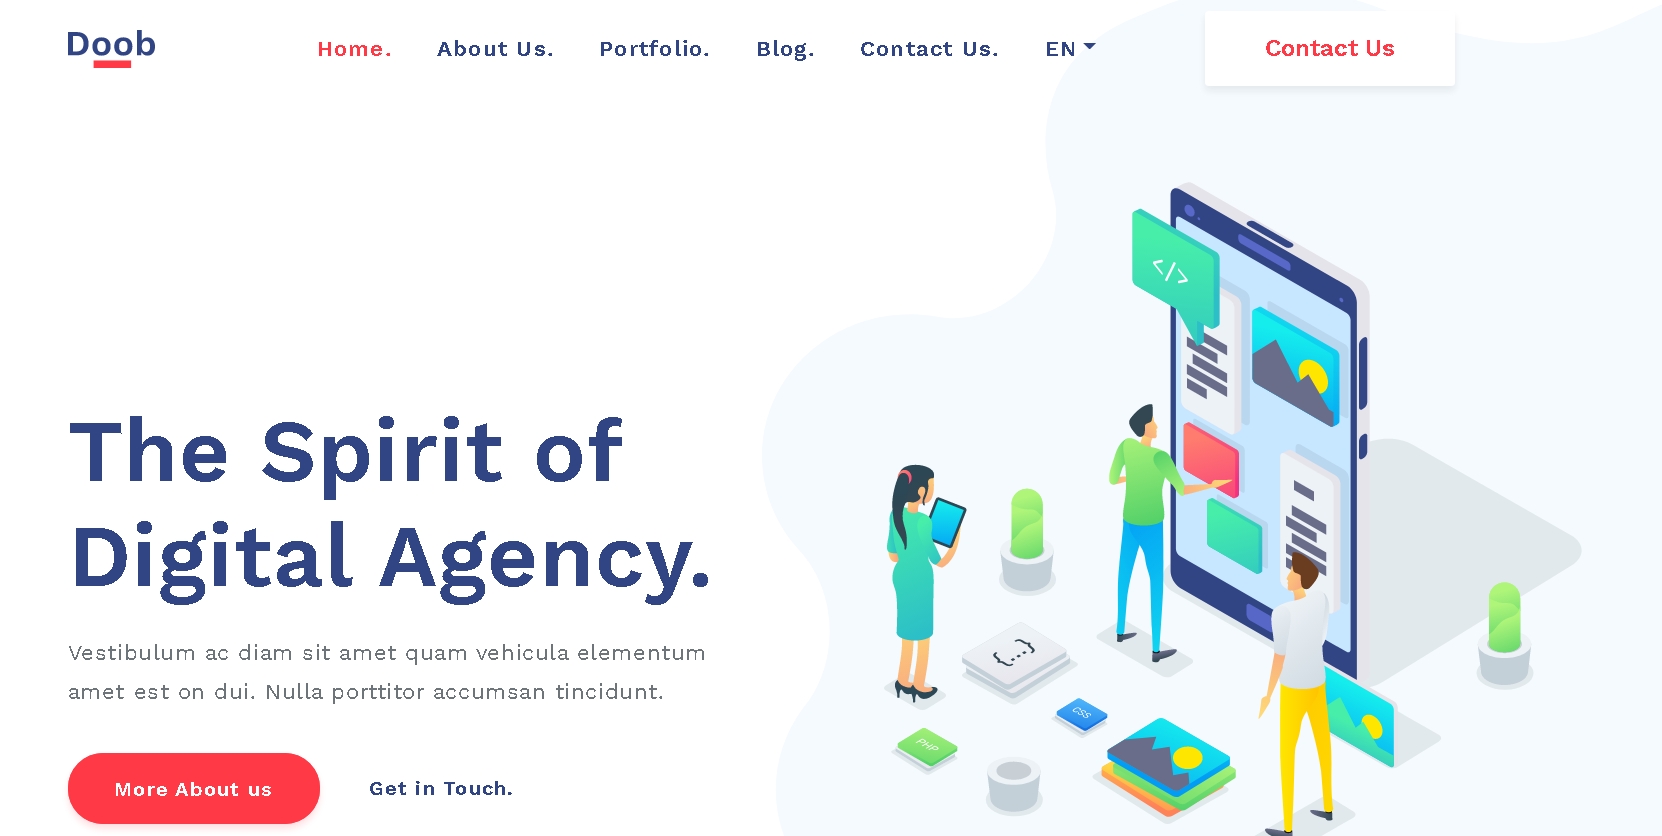 Doob
Home. About Us. Portfolio. Blog. Contact Us. EN
Contact Us
</>
The Spirit of
Digital Agency.
Vestibulum ac diam sit amet quam vehicula elementum
amet est on dui. Nulla porttitor accumsan tincidunt.
More About us
Get in Touch.
{...}
CSS
PHP